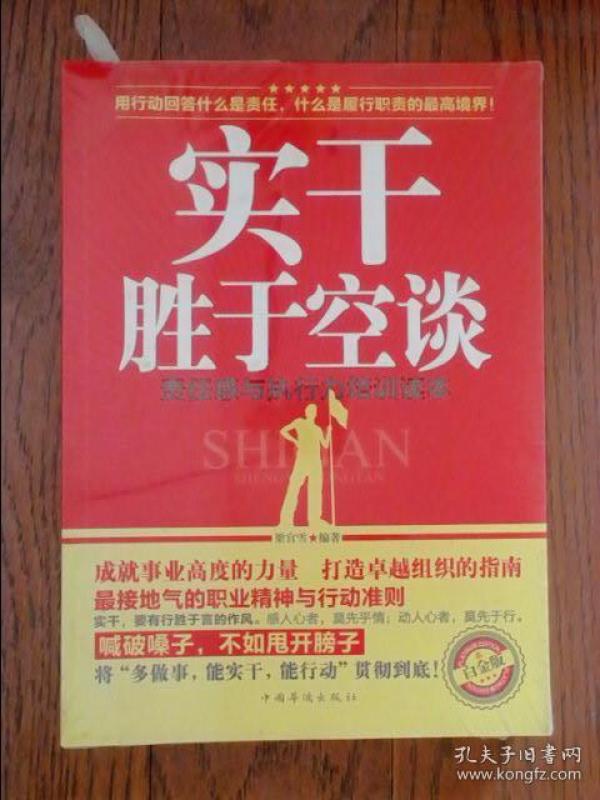 ★★★★★
用行动回答什么是责任，什么是履行职责的最高境界！
实干
胜于空谈
责任感与执行力培训读本
SHIGAN
梁宜雪★编著
成就事业高度的力量 打造卓越组织的指南
最接地气的职业精神与行动准则
实干，要有行胜于言的作风。感人心者，莫先乎情；动人心者，莫先于行。
喊破嗓子，不如甩开膀子
将“多做事，能实干，能行动”贯彻到底！
白金版
中国华侨出版社
孔夫子旧书网
www.kongfz.com